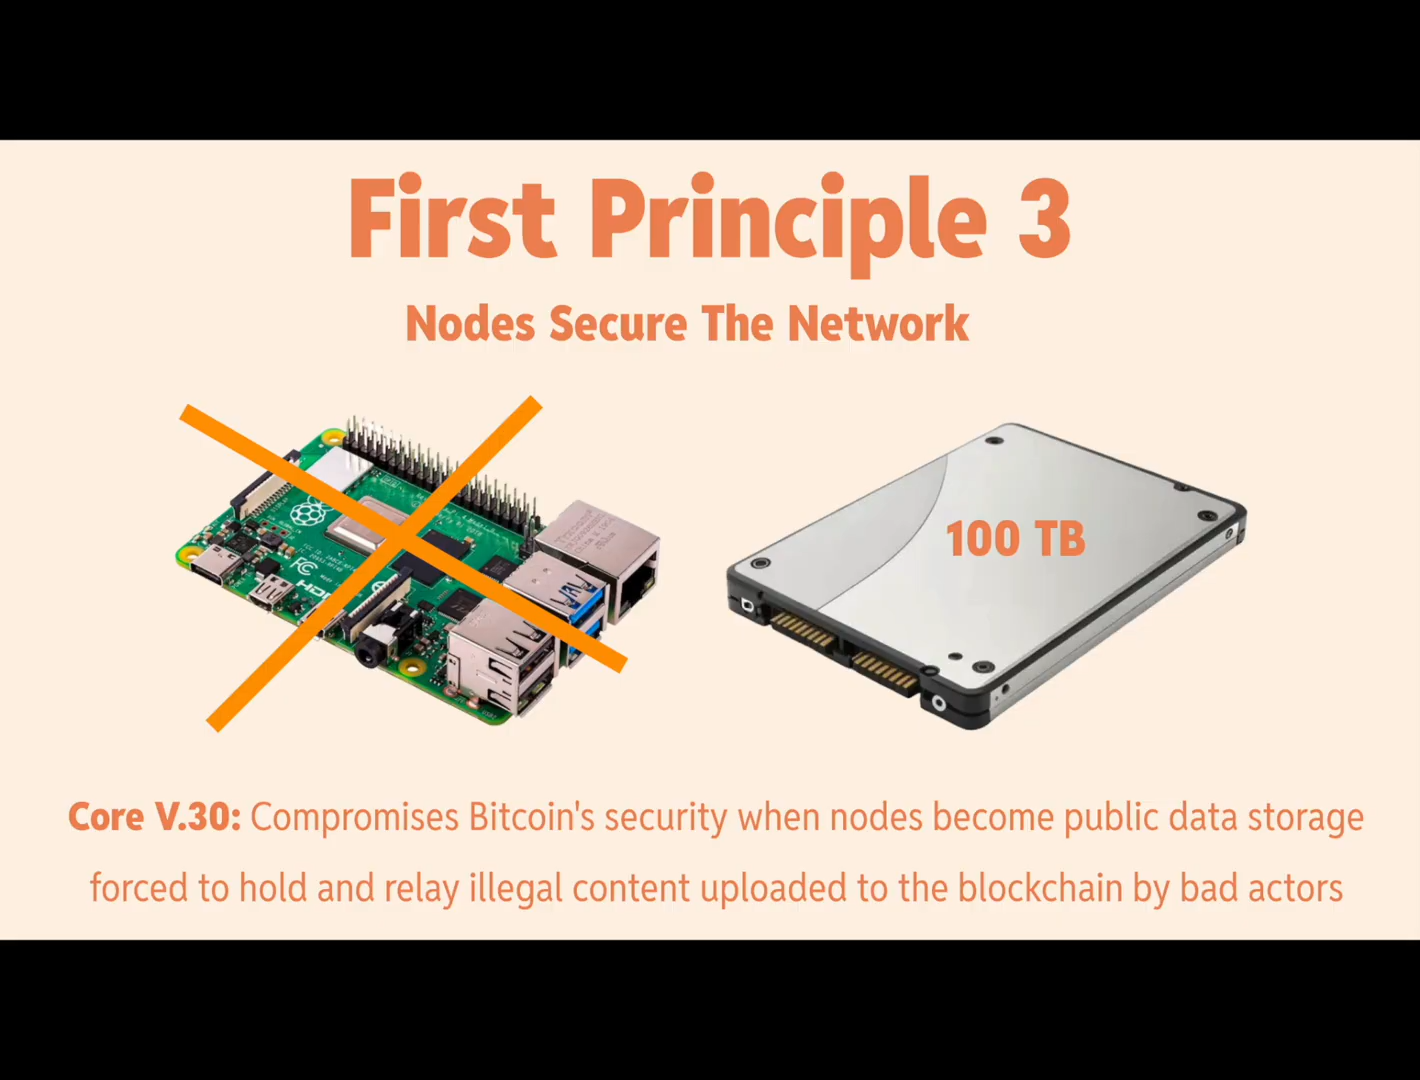 First Principle 3
Nodes Secure The Network
100 TB
Core V.30: Compromises Bitcoin's security when nodes become public data storage
forced to hold and relay illegal content uploaded to the blockchain by bad actors